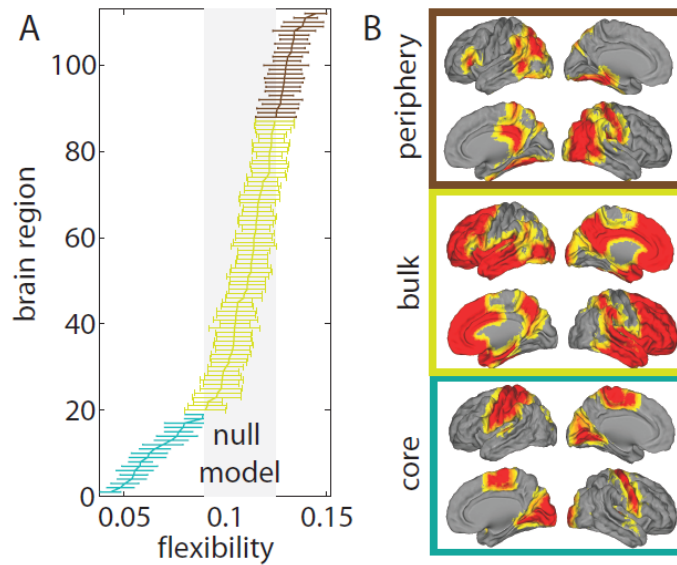 A
brain region
100
80
60
40
20
0
null
model
0.05
0.1
0.15
flexibility
B
periphery
bulk
core